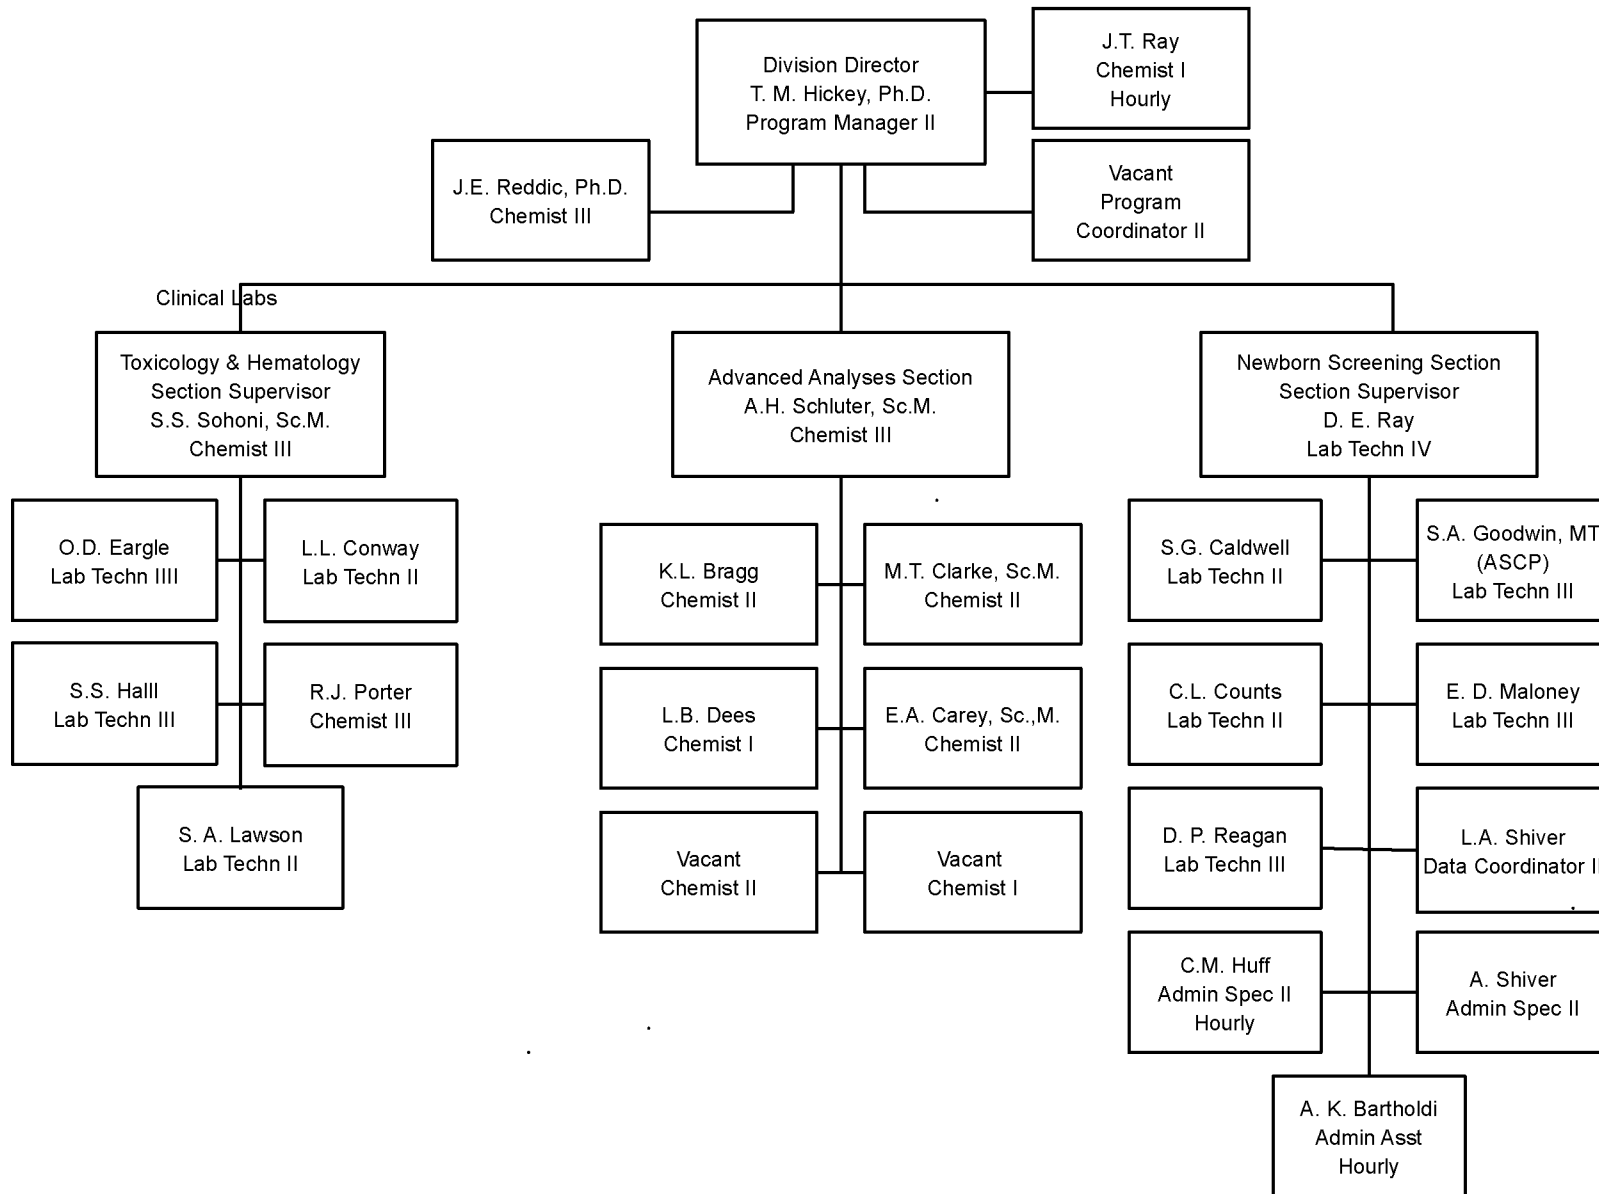 Division Director
T. M. Hickey, Ph.D.
Program Manager II
J.T. Ray
Chemist I
Hourly
J.E. Reddic, Ph.D.
Chemist III
Vacant
Program
Coordinator II
Clinical Labs
Toxicology & Hematology
Section Supervisor
S.S. Sohoni, Sc.M.
Chemist III
Advanced Analyses Section
A.H. Schluter, Sc.M.
Chemist III
Newborn Screening Section
Section Supervisor
D. E. Ray
Lab Techn IV
O.D. Eargle
Lab Techn IIII
L.L. Conway
Lab Techn II
S.S. Halll
Lab Techn III
R.J. Porter
Chemist III
S. A. Lawson
Lab Techn II
K.L. Bragg
Chemist II
M.T. Clarke, Sc.M.
Chemist II
L.B. Dees
Chemist I
E.A. Carey, Sc.,M.
Chemist II
Vacant
Chemist II
Vacant
Chemist I
S.G. Caldwell
Lab Techn II
S.A. Goodwin, MT
(ASCP)
Lab Techn III
C.L. Counts
Lab Techn II
E. D. Maloney
Lab Techn III
D. P. Reagan
Lab Techn III
L.A. Shiver
Data Coordinator II
C.M. Huff
Admin Spec II
Hourly
A. Shiver
Admin Spec II
A. K. Bartholdi
Admin Asst
Hourly